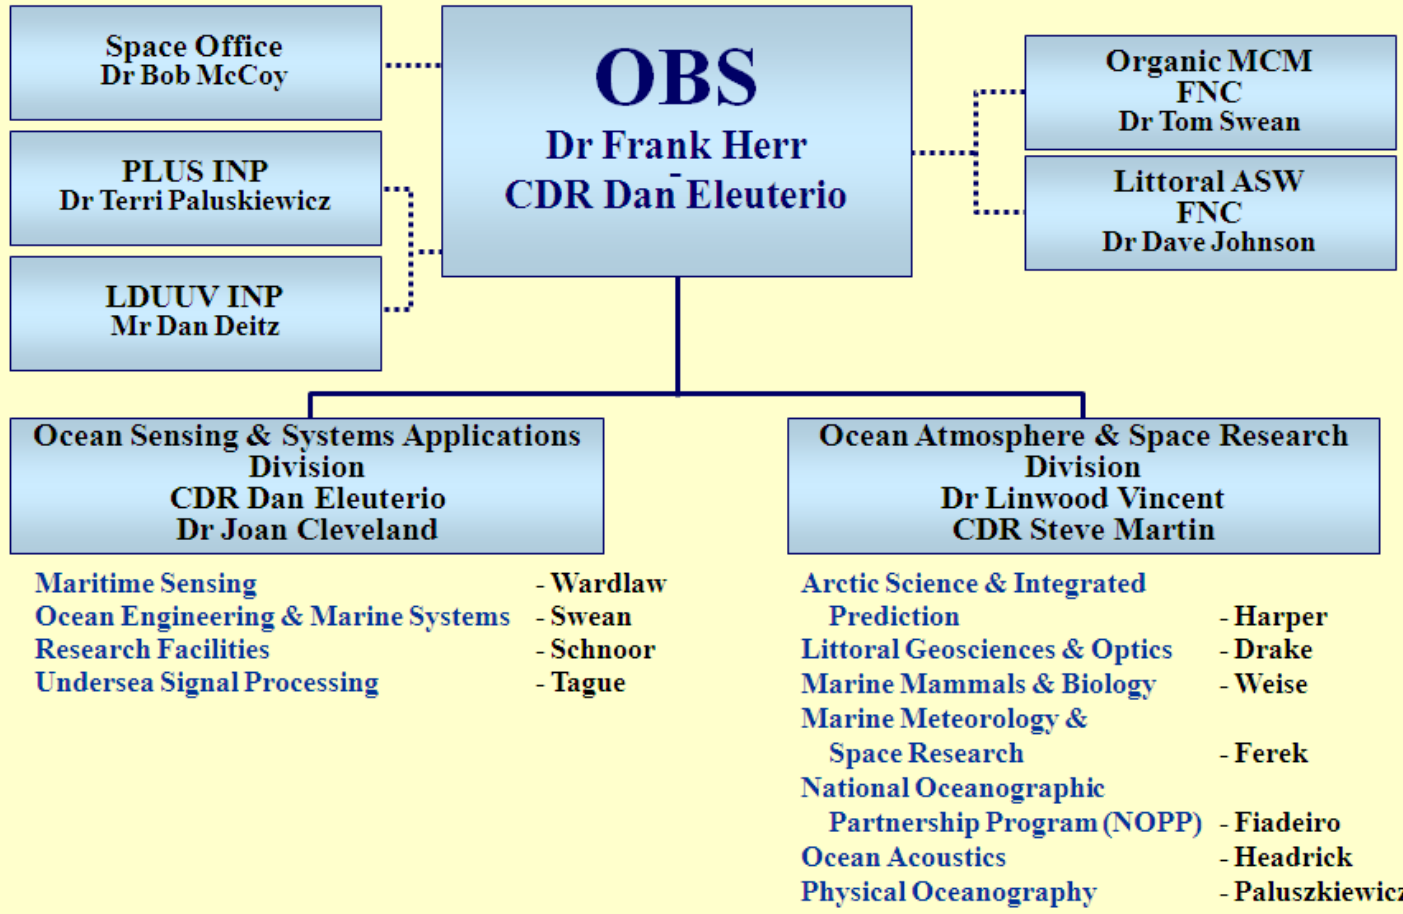 Space Office
Dr Bob McCoy
PLUS INP
Dr Terri Paluskiewicz
LDUUV INP
Mr Dan Deitz
OBS
Dr Frank Herr
-
CDR Dan Eleuterio
Organic MCM
FNC
Dr Tom Swean
Littoral ASW
FNC
Dr Dave Johnson
Ocean Sensing & Systems Applications
Division
CDR Dan Eleuterio
Dr Joan Cleveland
Maritime Sensing - Wardlaw
Ocean Engineering & Marine Systems - Swean
Research Facilities - Schnoor
Undersea Signal Processing - Tague
Ocean Atmosphere & Space Research
Division
Dr Linwood Vincent
CDR Steve Martin
Arctic Science & Integrated
Prediction - Harper
Littoral Geosciences & Optics - Drake
Marine Mammals & Biology - Weise
Marine Meteorology &
Space Research - Ferek
National Oceanographic
Partnership Program (NOPP) - Fiadeiro
Ocean Acoustics - Headrick
Physical Oceanography - Paluszkiewicz